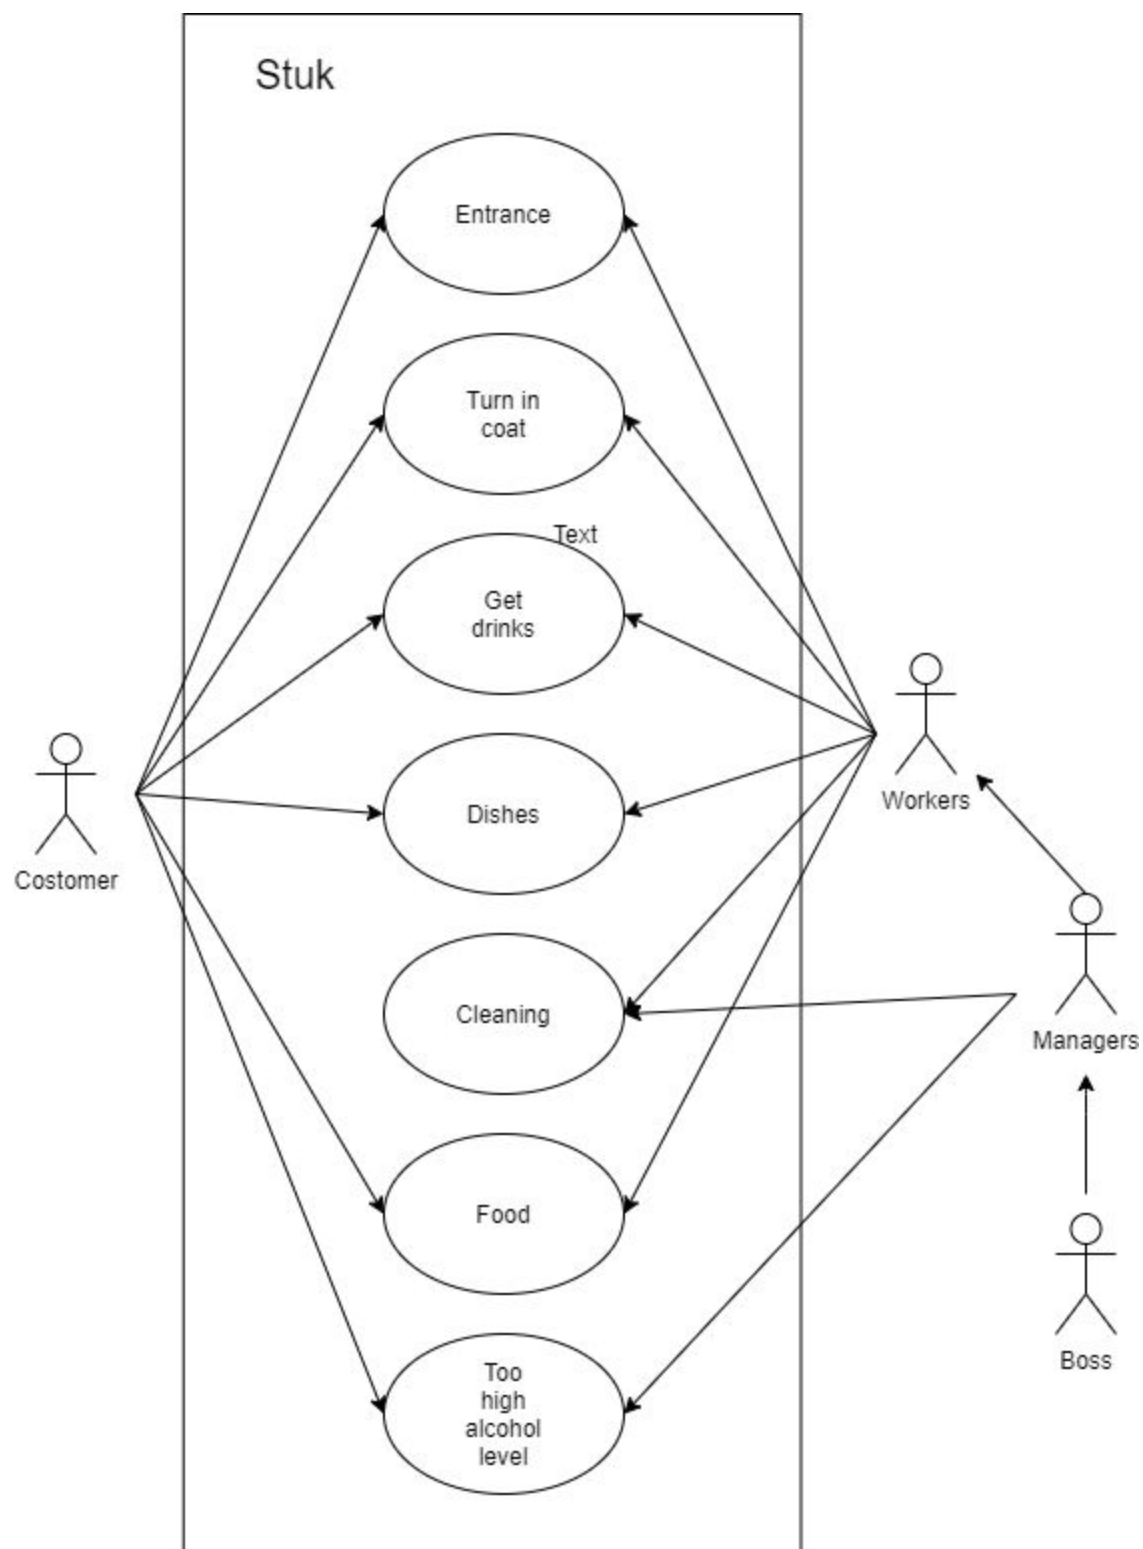 Stuk
Entrance
Turn in
coat
Text
Get
drinks
Workers
Dishes
Costomer
Cleaning
Managers
Food
Boss
Too
high
alcohol
level